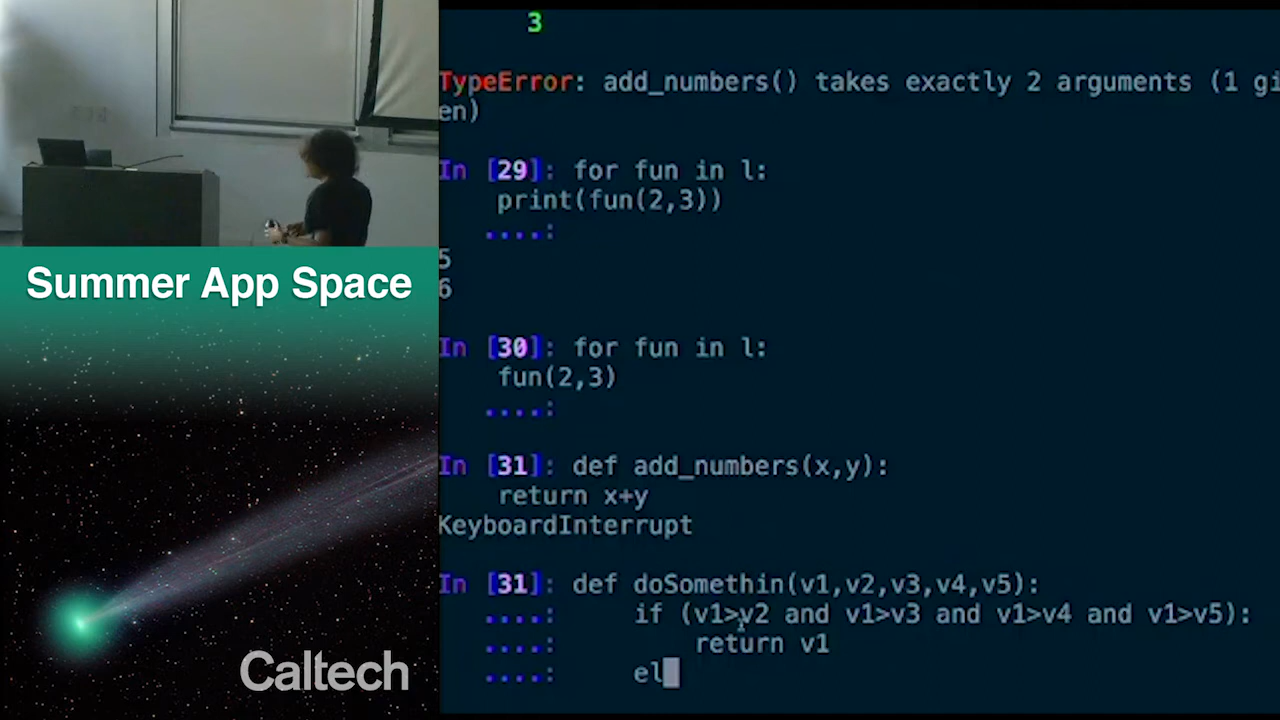 3
TypeError: add_numbers() takes exactly 2 arguments (1 gi
en)
In [29]: for fun in l:
print(fun(2,3))
....:
5
6
In [30]: for fun in l:
fun(2,3)
....:
In [31]: def add_numbers(x,y):
return x+y
KeyboardInterrupt
In [31]: def doSomethin(v1,v2,v3,v4,v5):
....: if (v1>v2 and v1>v3 and v1>v4 and v1>v5):
....: return v1
....: el
Summer App Space
Caltech